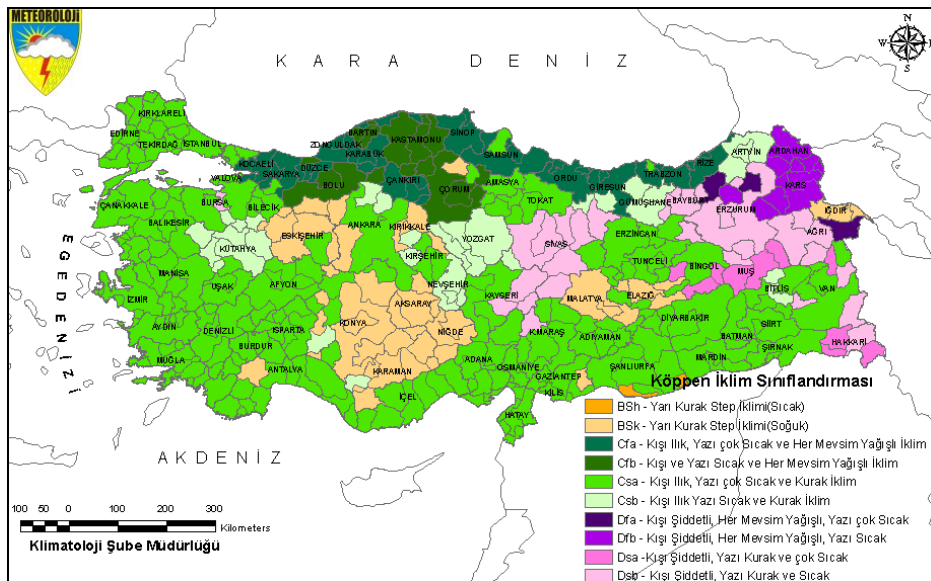 METEOROLOJİ
KARA DENİZ
N
W E
S
EGE DENİZİ
AKDENİZ
KIRKLARELİ
EDİRNE
TEKİRDAĞ
İSTANBUL
KOCAELİ
YALOVA
SAKARYA
DÜZCE
ZONGULDAK
BARTIN
KARABÜK
KASTAMONU
SİNOP
SAMSUN
BOLU
ÇANKIRI
ÇORUM
AMASYA
TOKAT
ORDU
GİRESUN
TRABZON
RİZE
ARTVİN
ARDAHAN
KARS
GÜMÜŞHANE
BAYBURT
ERZURUM
IĞDIR
AĞRI
ÇANAKKALE
BALIKESİR
BURSA
BİLECİK
ESKİŞEHİR
KÜTAHYA
ANKARA
KIRIKKALE
YOZGAT
KIRŞEHİR
SİVAS
ERZİNCAN
TUNCELİ
BİNGÖL
MUŞ
BİTLİS
VAN
MANİSA
UŞAK
AFYON
İZMİR
AYDIN
DENİZLİ
ISPARTA
BURDUR
MUĞLA
ANTALYA
KONYA
AKSARAY
NEVŞEHİR
KAYSERİ
NİĞDE
KARAMAN
İÇEL
ADANA
K.MARAŞ
MALATYA
ELAZIĞ
ADIYAMAN
DİYARBAKIR
BATMAN
SİİRT
ŞIRNAK
MARDİN
HAKKARİ
OSMANİYE
GAZİANTEP
KİLİS
ŞANLIURFA
HATAY
Köppen İklim Sınıflandırması
BSh - Yarı Kurak Step İklimi(Sıcak)
BSk - Yarı Kurak Step İklimi(Soğuk)
Cfa - Kışı Ilık, Yazı çok Sıcak ve Her Mevsim Yağışlı İklim
Cfb - Kışı ve Yazı Sıcak ve Her Mevsim Yağışlı İklim
Csa - Kışı Ilık, Yazı çok Sıcak ve Kurak İklim
Csb - Kışı Ilık Yazı Sıcak ve Kurak İklim
Dfa - Kışı Şiddetli, Her Mevsim Yağışlı, Yazı çok Sıcak
Dfb - Kışı Şiddetli, Her Mevsim Yağışlı, Yazı Sıcak
Dsa -Kışı Şiddetli, Yazı Kurak ve çok Sıcak
Dsb - Kışı Şiddetli, Yazı Kurak ve Sıcak
100 50 0 100 200 300
Kilometers
Klimatoloji Şube Müdürlüğü